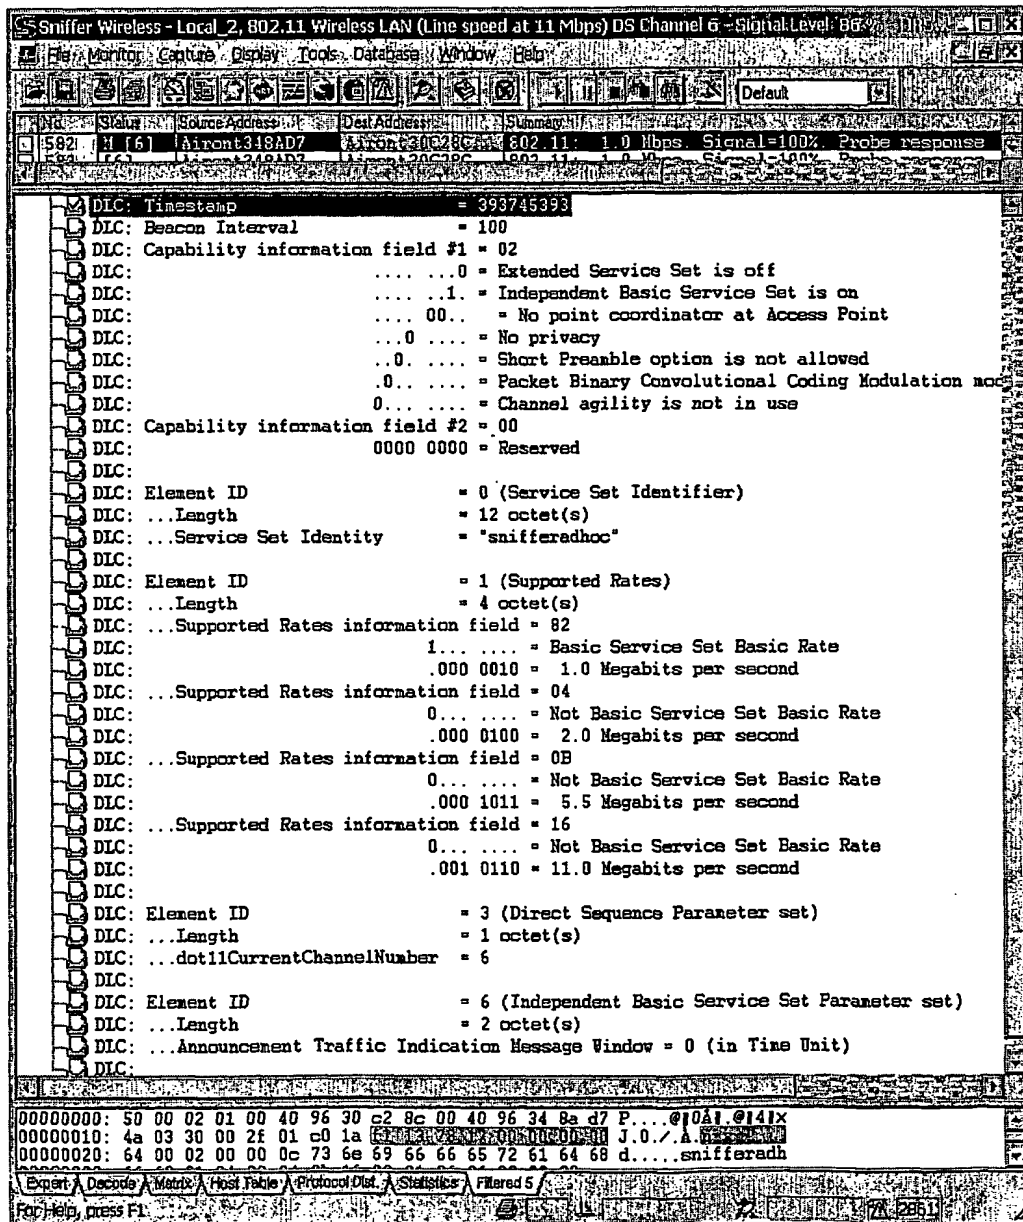 Sniffer Wireless - Local_2, 802.11 Wireless LAN (Line speed at 11 Mbps) DS Channel 6 - Signal Level: 86
File Monitor Capture Display Tools Database Window Help
Default
No. Status Source Address Dest Address Summary
582 M [6] Airont348AD7 Airont30C28C 802.11: 1.0 Mbps. Signal=100%. Probe response
DLC: Timestamp = 393745393
DLC: Beacon Interval = 100
DLC: Capability information field #1 = 02
DLC: .... ...0 = Extended Service Set is off
DLC: .... ..1. = Independent Basic Service Set is on
DLC: .... 00.. = No point coordinator at Access Point
DLC: ...0 .... = No privacy
DLC: ..0. .... = Short Preamble option is not allowed
DLC: .0.. .... = Packet Binary Convolutional Coding Modulation mod
DLC: 0... .... = Channel agility is not in use
DLC: Capability information field #2 = 00
DLC: 0000 0000 = Reserved
DLC:
DLC: Element ID = 0 (Service Set Identifier)
DLC: ...Length = 12 octet(s)
DLC: ...Service Set Identity = "snifferadhoc"
DLC:
DLC: Element ID = 1 (Supported Rates)
DLC: ...Length = 4 octet(s)
DLC: ...Supported Rates information field = 82
DLC: 1... .... = Basic Service Set Basic Rate
DLC: .000 0010 = 1.0 Megabits per second
DLC: ...Supported Rates information field = 04
DLC: 0... .... = Not Basic Service Set Basic Rate
DLC: .000 0100 = 2.0 Megabits per second
DLC: ...Supported Rates information field = 0B
DLC: 0... .... = Not Basic Service Set Basic Rate
DLC: .000 1011 = 5.5 Megabits per second
DLC: ...Supported Rates information field = 16
DLC: 0... .... = Not Basic Service Set Basic Rate
DLC: .001 0110 = 11.0 Megabits per second
DLC:
DLC: Element ID = 3 (Direct Sequence Parameter set)
DLC: ...Length = 1 octet(s)
DLC: ...dot11CurrentChannelNumber = 6
DLC:
DLC: Element ID = 6 (Independent Basic Service Set Parameter set)
DLC: ...Length = 2 octet(s)
DLC: ...Announcement Traffic Indication Message Window = 0 (in Time Unit)
DLC:
00000000: 50 00 02 01 00 40 96 30 c2 8c 00 40 96 34 8a d7
00000010: 4a 03 30 00 2f 01 c0 1a
00000020: 64 00 02 00 00 0c 73 6e 69 66 66 65 72 61 64 68 d.....snifferadh
Expert Decode Matrix Host Table Protocol Dist. Statistics Filtered 5
For Help, press F1